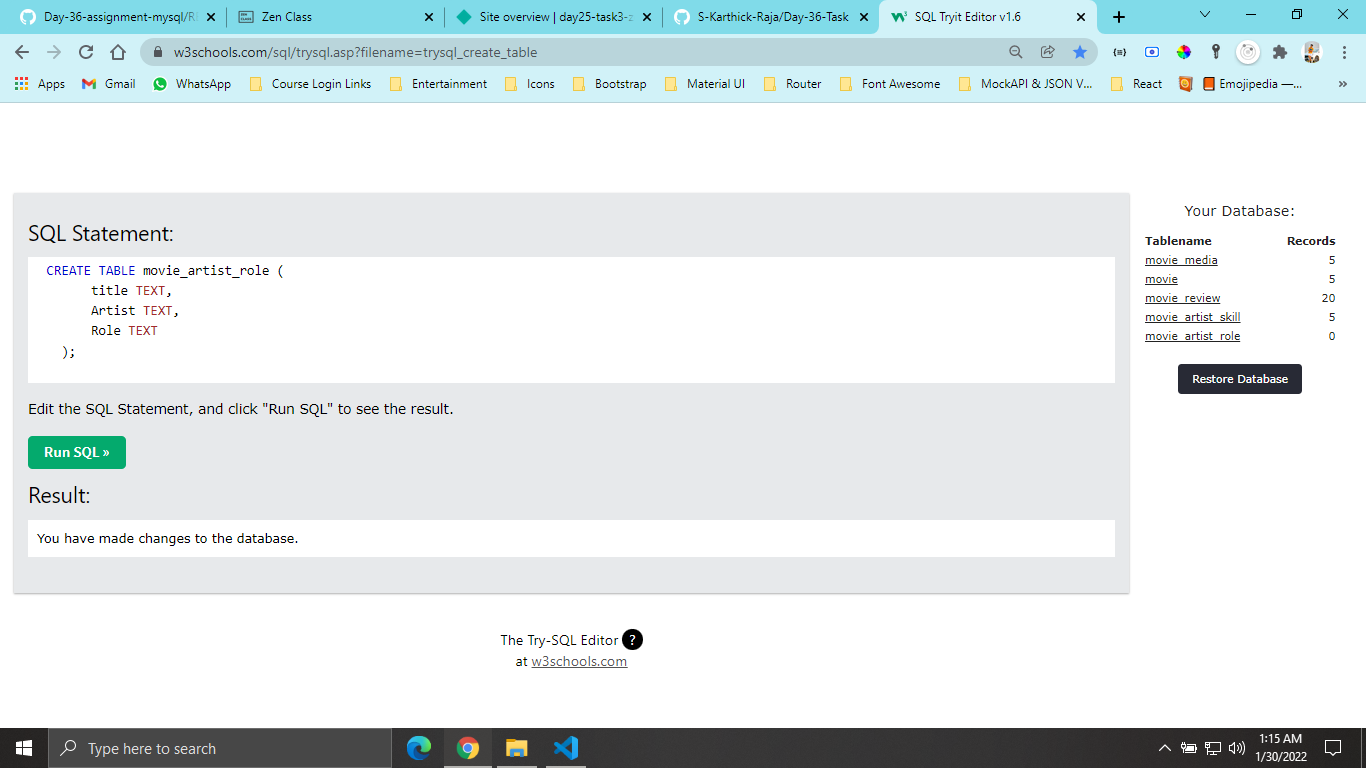 Day-36-assignment-mysql/RE
Zen Class
Site overview | day25-task3-z
S-Karthick-Raja/Day-36-Task
SQL Tryit Editor v1.6
w3schools.com/sql/trysql.asp?filename=trysql_create_table
Apps Gmail WhatsApp Course Login Links Entertainment Icons Bootstrap Material UI Router Font Awesome MockAPI & JSON V... React Emojipedia —... »
SQL Statement:
CREATE TABLE movie_artist_role (
title TEXT,
Artist TEXT,
Role TEXT
);
Edit the SQL Statement, and click "Run SQL" to see the result.
Run SQL »
Result:
You have made changes to the database.
Your Database:
Tablename Records
movie_media 5
movie 5
movie_review 20
movie_artist_skill 5
movie_artist_role 0
Restore Database
The Try-SQL Editor ?
at w3schools.com
Type here to search
1:15 AM
1/30/2022